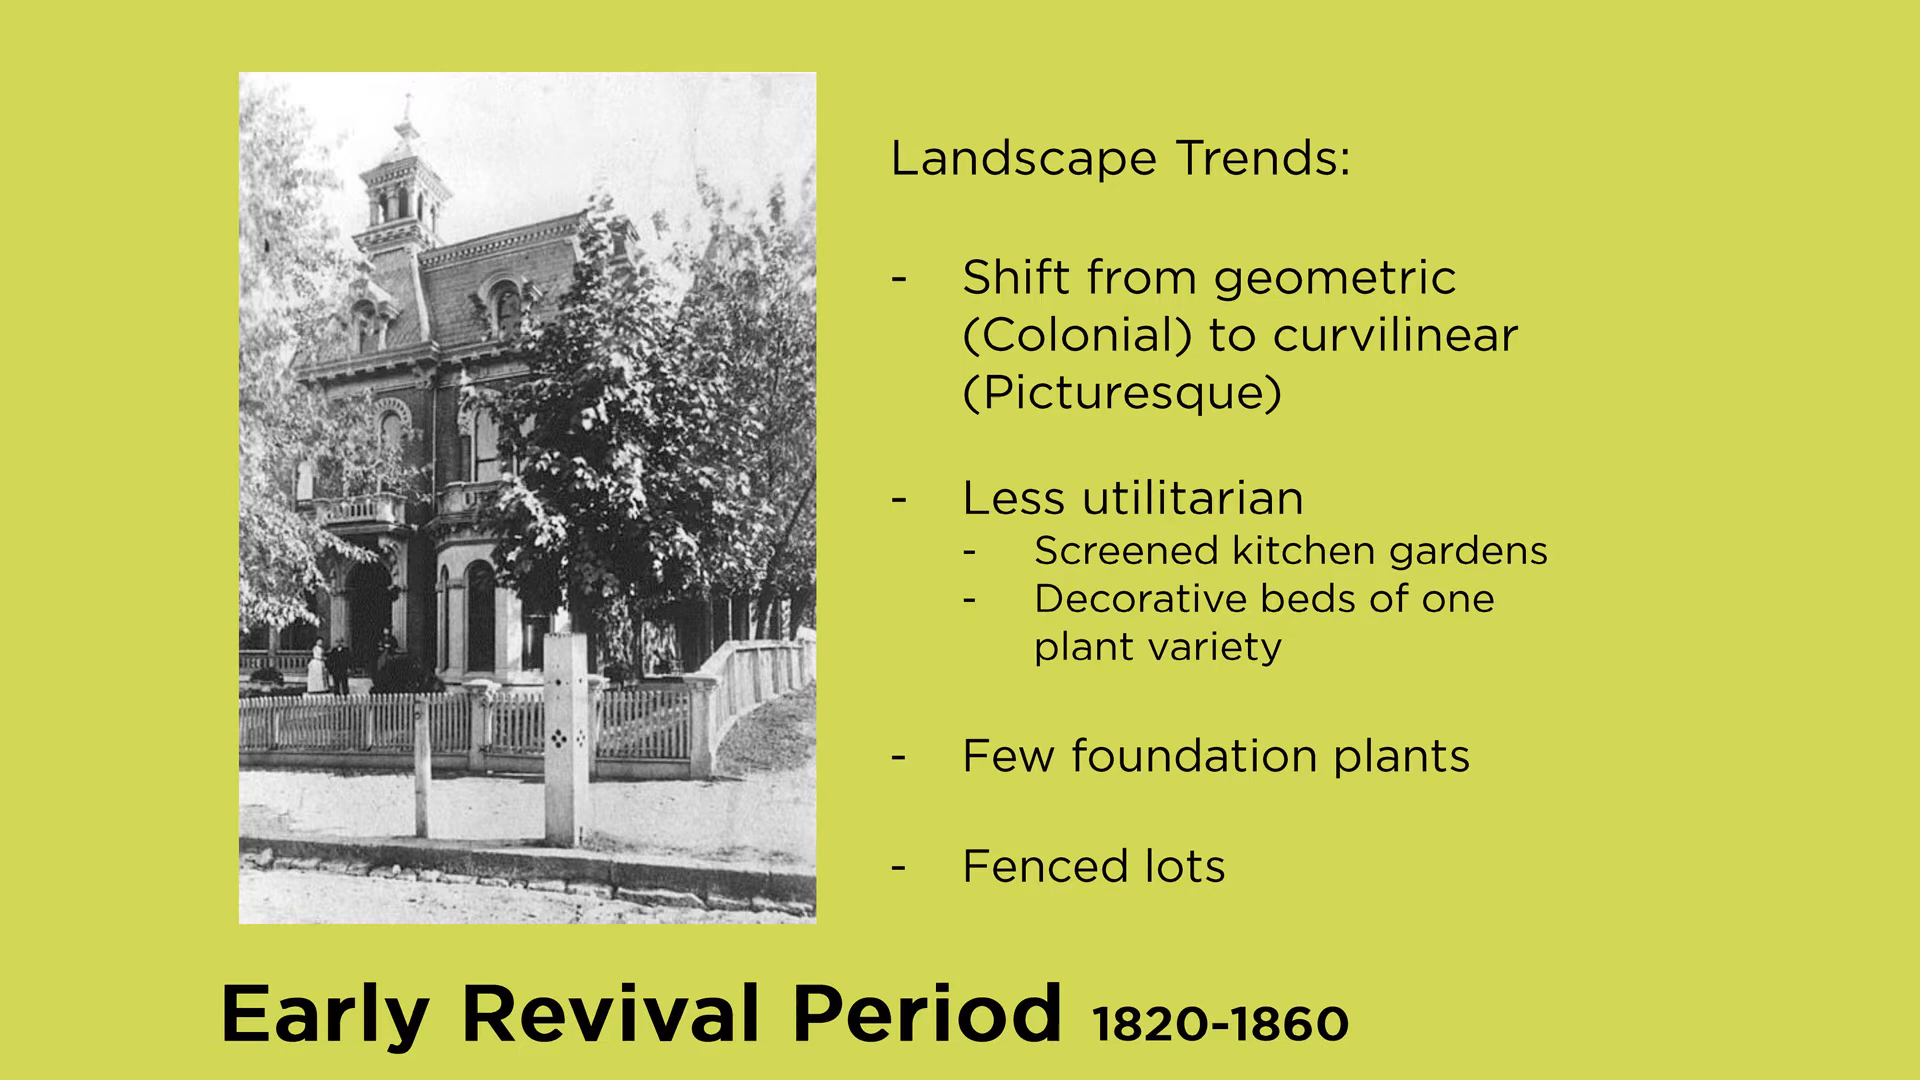 Landscape Trends:
- Shift from geometric
(Colonial) to curvilinear
(Picturesque)
- Less utilitarian
- Screened kitchen gardens
- Decorative beds of one
plant variety
- Few foundation plants
- Fenced lots
Early Revival Period 1820-1860